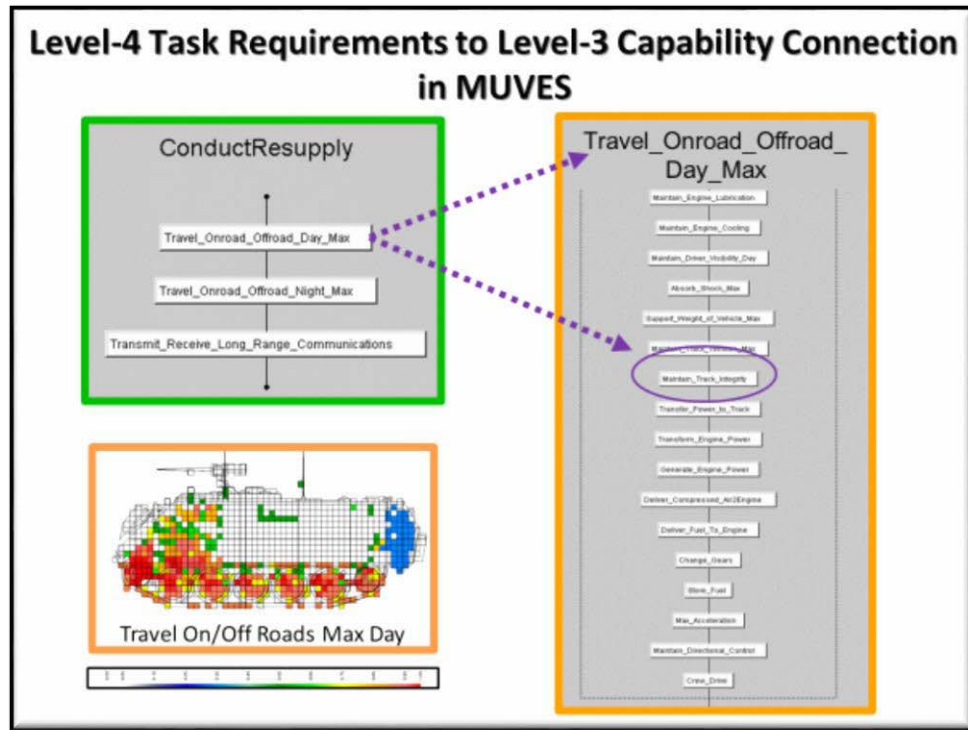 Level-4 Task Requirements to Level-3 Capability Connection
in MUVES
ConductResupply
Travel_Onroad_Offroad_Day_Max
Travel_Onroad_Offroad_Night_Max
Transmit_Receive_Long_Range_Communications
Travel On/Off Roads Max Day
Travel_Onroad_Offroad_
Day_Max
Maintain_Engine_Lubrication
Maintain_Engine_Cooling
Maintain_Driver_Visibility_Day
Absorb_Shock_Max
Support_Weight_of_Vehicle_Max
Maintain_Track_Tension_Max
Maintain_Track_Integrity
Transfer_Power_to_Track
Transform_Engine_Power
Generate_Engine_Power
Deliver_Compressed_Air2Engine
Deliver_Fuel_To_Engine
Change_Gears
Store_Fuel
Max_Acceleration
Maintain_Directional_Control
Crew_Drive